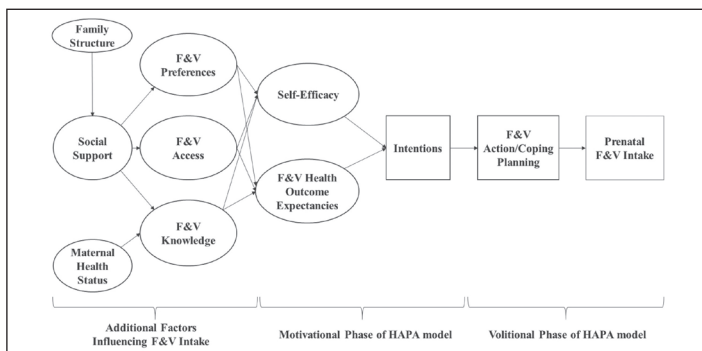 Family
Structure
F&V
Preferences
Self-Efficacy
Social
Support
F&V
Access
Intentions
F&V
Action/Coping
Planning
Prenatal
F&V Intake
F&V Health
Outcome
Expectancies
F&V
Knowledge
Maternal
Health
Status
Additional Factors
Influencing F&V Intake
Motivational Phase of HAPA model
Volitional Phase of HAPA model